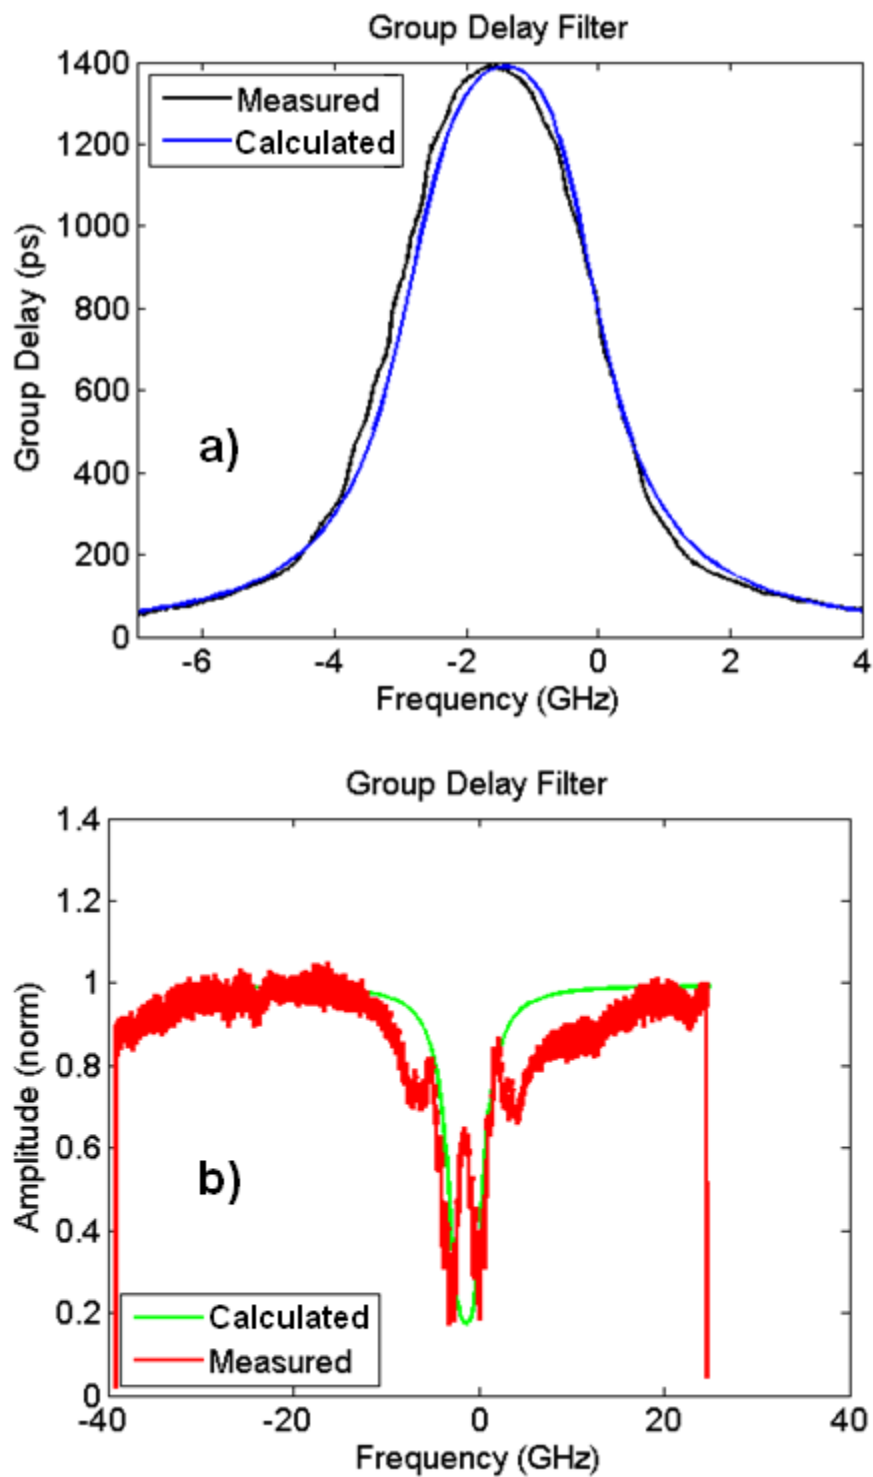 Group Delay Filter
1400
1200
1000
800
600
400
200
0
Group Delay (ps)
Measured
Calculated
a)
-6
-4
-2
0
2
4
Frequency (GHz)
Group Delay Filter
1.4
1.2
1
0.8
0.6
0.4
0.2
0
Amplitude (norm)
b)
Calculated
Measured
-40
-20
0
20
40
Frequency (GHz)